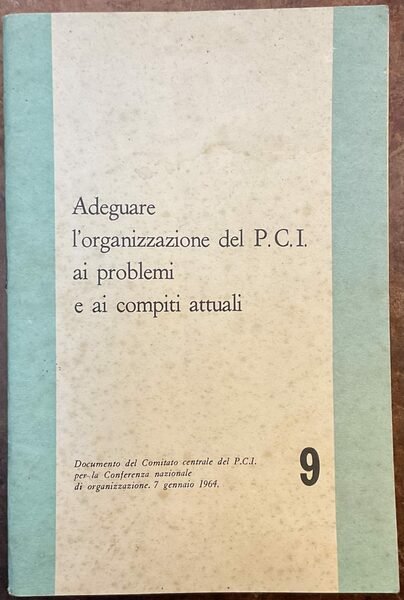 Adeguare
l'organizzazione del P.C.I.
ai problemi
e ai compiti attuali
Documento del Comitato centrale del P.C.I.
per la Conferenza nazionale
di organizzazione. 7 gennaio 1964.
9